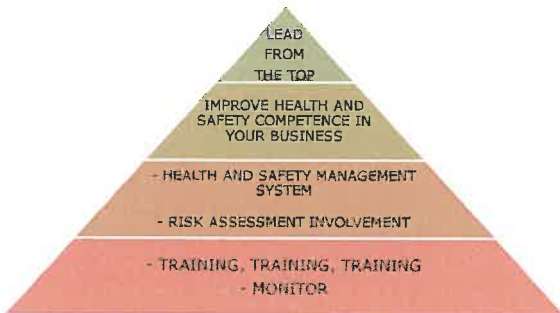 LEAD
FROM
THE TOP
IMPROVE HEALTH AND
SAFETY COMPETENCE IN
YOUR BUSINESS
- HEALTH AND SAFETY MANAGEMENT
SYSTEM
- RISK ASSESSMENT INVOLVEMENT
- TRAINING, TRAINING, TRAINING
- MONITOR